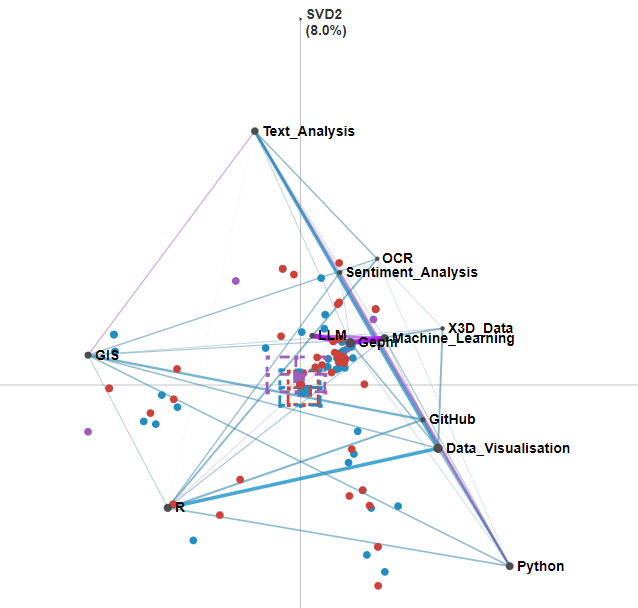 SVD2
(8.0%)
Text_Analysis
OCR
Sentiment_Analysis
X3D_Data
LLM
Gephi
Machine_Learning
GIS
GitHub
Data_Visualisation
R
Python